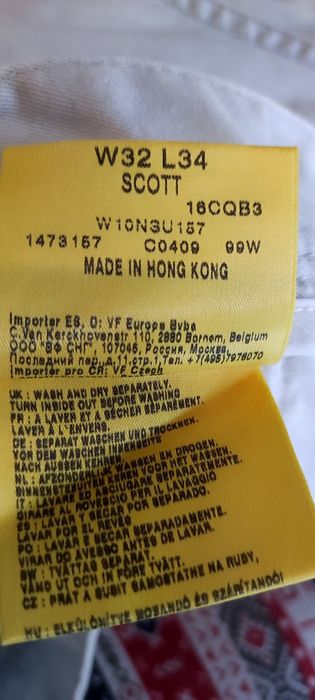 W32 L34
SCOTT
16CQB3
W10N3U157
1473157 C0409 99W
MADE IN HONG KONG
Importer ES, D: VF Europe Bvba
C.Van Kerckhovenstr 110, 2880 Bornem, Belgium
ООО "ВФ СНГ", 107045, Россия, Москва,
Последний пер.,д.11,стр.1,Тел. +7(495)7976070
Importer pro CR: VF Czech
UK : WASH AND DRY SEPARATELY.
TURN INSIDE OUT BEFORE WASHING
FR : A LAVER ET A SECHER SEPAREMENT.
LAVER A L'ENVERS.
DE : SEPARAT WASCHEN UND TROCKNEN.
VOR DEM WASCHEN INNENSEITE
NACH AUSSEN KEHREN
NL : AFZONDERLIJK WASSEN EN DROGEN.
BINNENSTEBUITEN KEREN VOOR HET WASSEN.
IT : LAVARE ED ASCIUGARE SEPARATAMENTE.
GIRARE AL ROVESCIO PER IL LAVAGGIO
ES : LAVAR Y SECAR POR SEPARADO.
LAVAR POR EL REVES
PO : LAVAR E SECAR SEPARADAMENTE.
VIRAR DO AVESSO ANTES DE LAVAR.
SW : TVÄTTAS SEPARAT.
VÄND UT OCH IN FÖRE TVÄTT.
CZ : PRÁT A SUŠIT SAMOSTATNE NA RUBY,
HU : ELKÜLÖNÍTVE MOSANDÓ ÉS SZÁRÍTANDÓ!